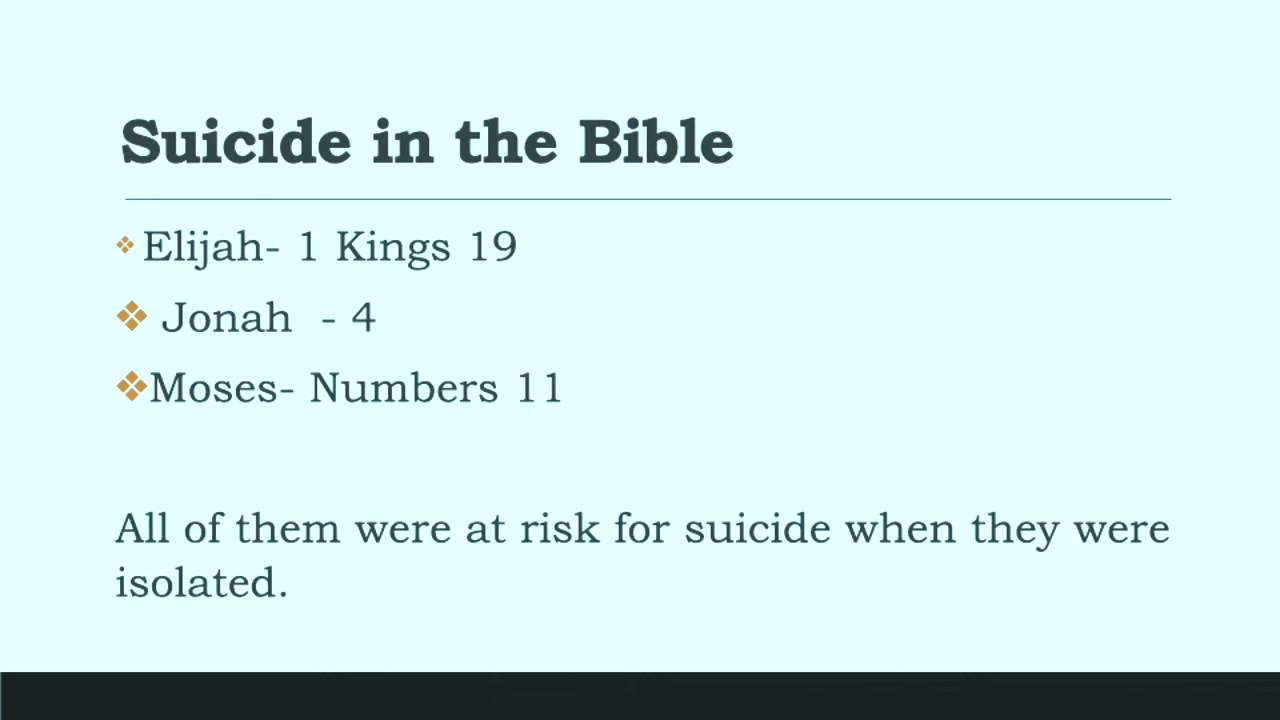 Suicide in the Bible
❖ Elijah- 1 Kings 19
❖ Jonah  - 4
❖Moses- Numbers 11
All of them were at risk for suicide when they were
isolated.